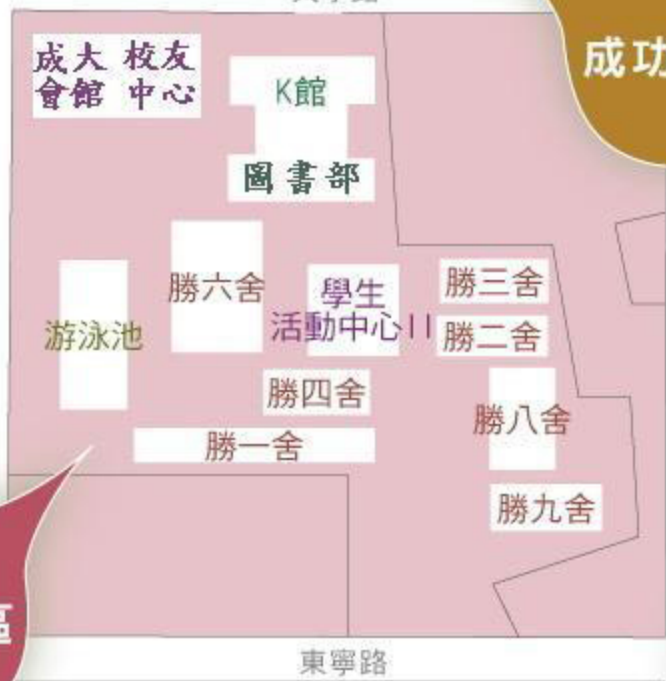 成功
成大 校友
會館 中心
K館
圖書部
勝六舍
學生
活動中心II
勝三舍
游泳池
勝二舍
勝四舍
勝八舍
勝一舍
勝九舍
區
東寧路